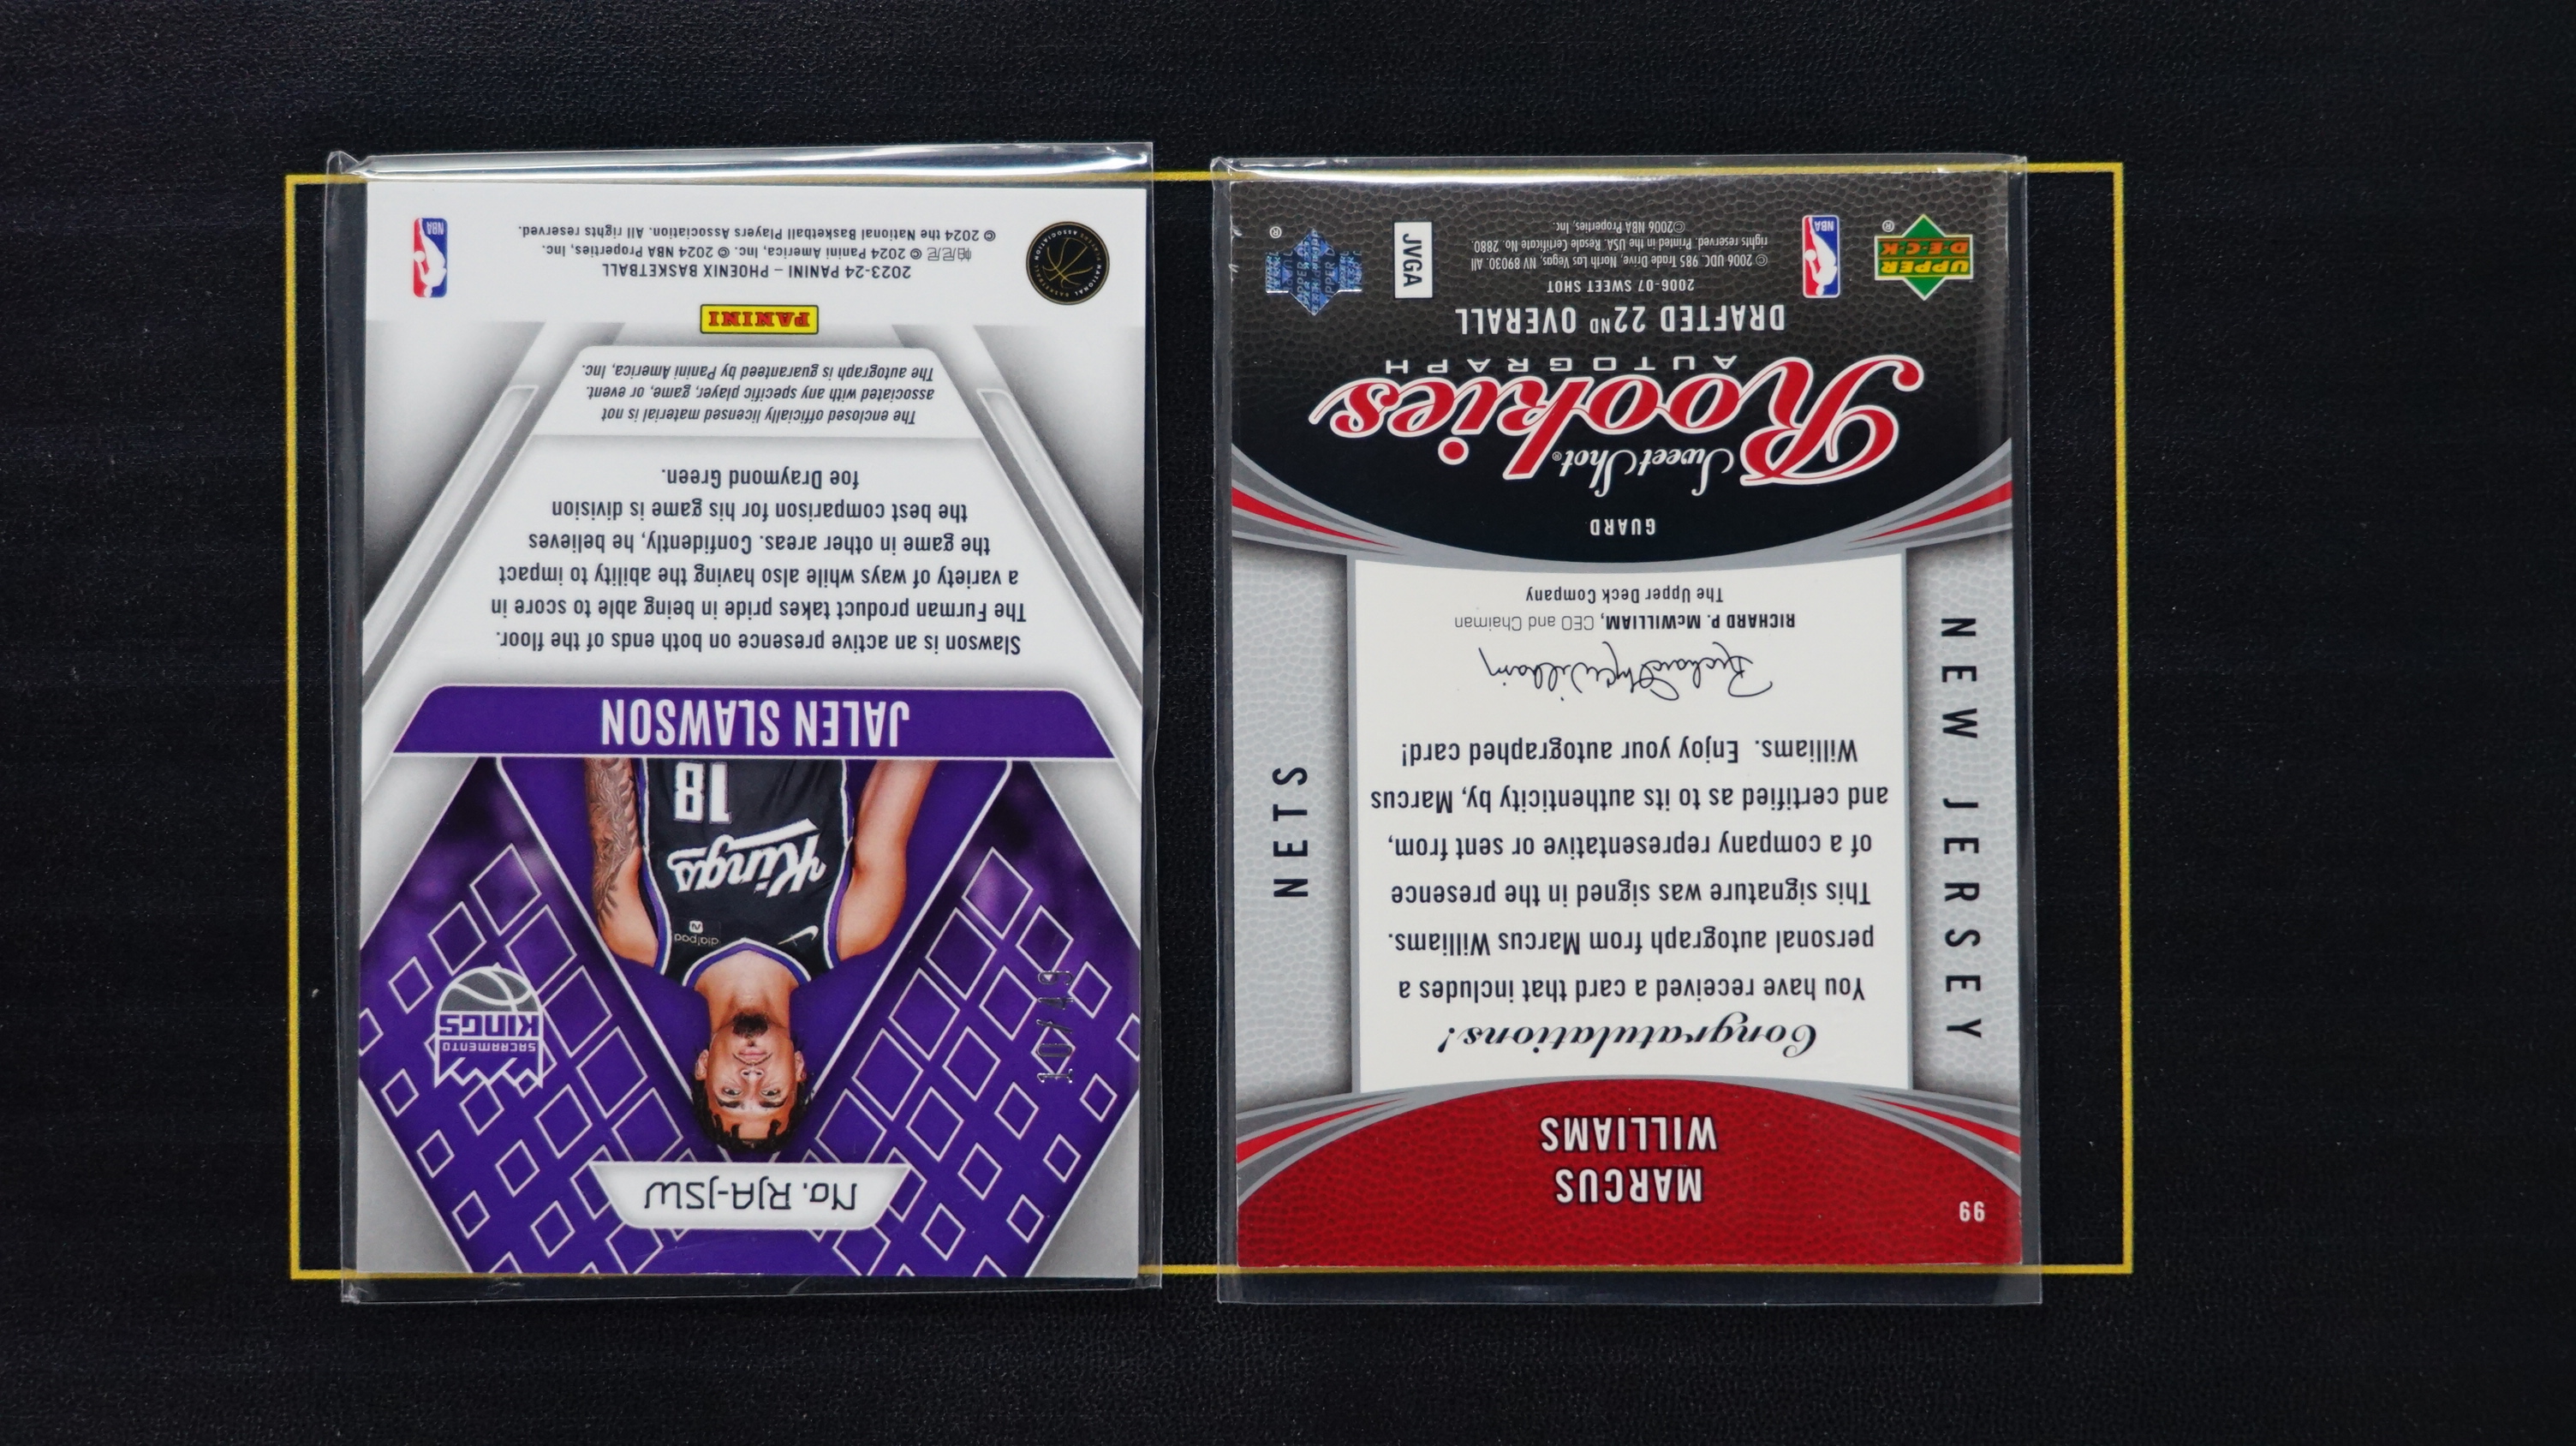 99
MARCUS
WILLIAMS
NEW JERSEY
NETS
Congratulations!
You have received a card that includes a
personal autograph from Marcus Williams.
This signature was signed in the presence
of a company representative or sent from,
and certified as to its authenticity by, Marcus
Williams. Enjoy your autographed card!
Richard P. McWilliam
RICHARD P. McWILLIAM, CEO and Chaiman
The Upper Deck Company
GUARD
Sweet Shot®
Rookies
AUTOGRAPH
DRAFTED 22ND OVERALL
2006-07 SWEET SHOT
© 2006 UDC. 985 Trade Drive, North Las Vegas, NV 89030. All
rights reserved. Printed in the USA. Resale Certificate No. 2880.
©2006 NBA Properties, Inc.
UPPER
DECK
®
NBA
JVGA
®
No. RJA-JSW
10/49
SACRAMENTO
KINGS
dialpad
Kings
18
JALEN SLAWSON
Slawson is an active presence on both ends of the floor.
The Furman product takes pride in being able to score in
a variety of ways while also having the ability to impact
the game in other areas. Confidently, he believes
the best comparison for his game is division
foe Draymond Green.
The enclosed officially licensed material is not
associated with any specific player, game, or event.
The autograph is guaranteed by Panini America, Inc.
PANINI
2023-24 PANINI – PHOENIX BASKETBALL
帕尼尼 © 2024 Panini America, Inc. © 2024 NBA Properties, Inc.
© 2024 the National Basketball Players Association. All rights reserved.
NBA